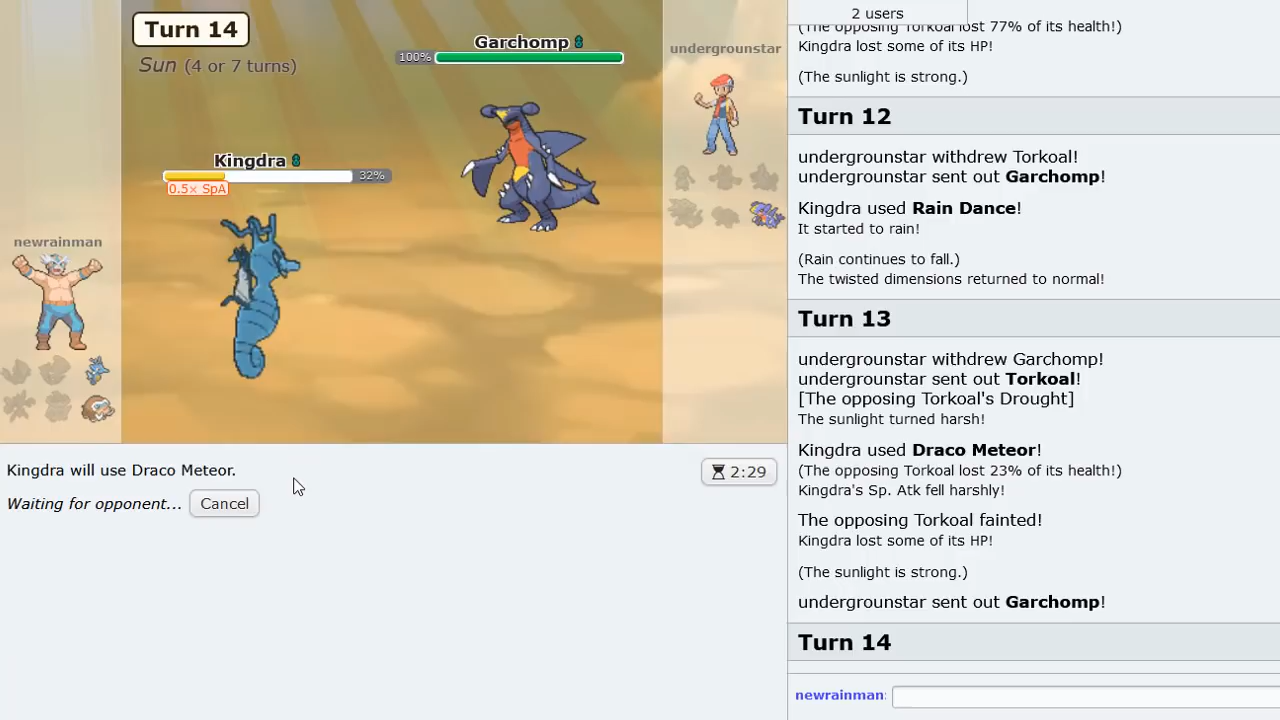 Turn 14
Sun (4 or 7 turns)
Garchomp
100%
undergrounstar
Kingdra
32%
0.5× SpA
newrainman
Kingdra will use Draco Meteor.
2:29
Waiting for opponent... Cancel
2 users
(The opposing Torkoal lost 77% of its health!)
Kingdra lost some of its HP!
(The sunlight is strong.)
Turn 12
undergrounstar withdrew Torkoal!
undergrounstar sent out Garchomp!
Kingdra used Rain Dance!
It started to rain!
(Rain continues to fall.)
The twisted dimensions returned to normal!
Turn 13
undergrounstar withdrew Garchomp!
undergrounstar sent out Torkoal!
[The opposing Torkoal's Drought]
The sunlight turned harsh!
Kingdra used Draco Meteor!
(The opposing Torkoal lost 23% of its health!)
Kingdra's Sp. Atk fell harshly!
The opposing Torkoal fainted!
Kingdra lost some of its HP!
(The sunlight is strong.)
undergrounstar sent out Garchomp!
Turn 14
newrainman: